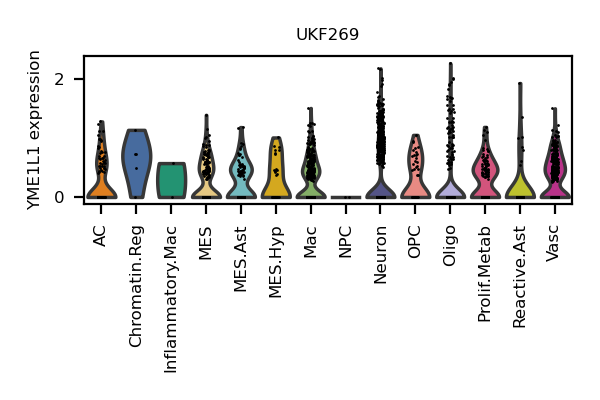 UKF269
YME1L1 expression
2
0
AC
Chromatin.Reg
Inflammatory.Mac
MES
MES.Ast
MES.Hyp
Mac
NPC
Neuron
OPC
Oligo
Prolif.Metab
Reactive.Ast
Vasc